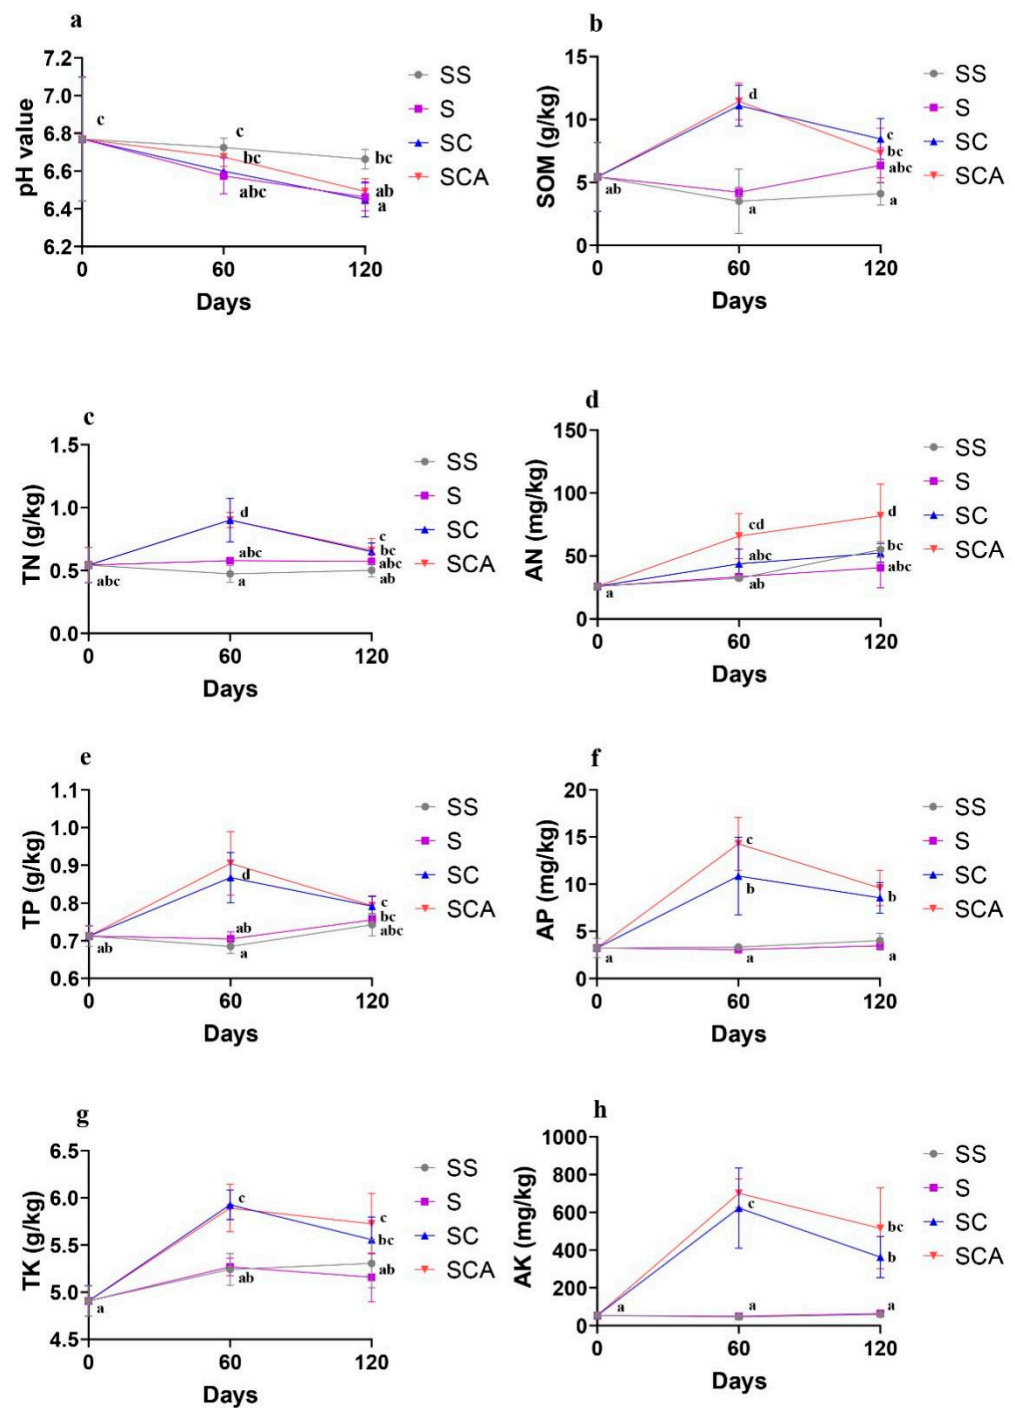 a
pH value
7.2
7.0
6.8
6.6
6.4
6.2
c
c
bc
bc
abc
ab
a
0
60
120
Days
SS
S
SC
SCA
b
SOM (g/kg)
15
10
5
0
d
c
bc
abc
ab
a
a
0
60
120
Days
SS
S
SC
SCA
c
TN (g/kg)
1.5
1.0
0.5
0.0
d
c
bc
abc
abc
abc
ab
a
0
60
120
Days
SS
S
SC
SCA
d
AN (mg/kg)
150
100
50
0
cd
d
abc
bc
abc
ab
a
0
60
120
Days
SS
S
SC
SCA
e
TP (g/kg)
1.1
1.0
0.9
0.8
0.7
0.6
d
c
bc
ab
abc
ab
a
0
60
120
Days
SS
S
SC
SCA
f
AP (mg/kg)
20
15
10
5
0
c
b
b
a
a
a
0
60
120
Days
SS
S
SC
SCA
g
TK (g/kg)
6.5
6.0
5.5
5.0
4.5
c
c
bc
ab
ab
a
0
60
120
Days
SS
S
SC
SCA
h
AK (mg/kg)
1000
800
600
400
200
0
c
bc
b
a
a
a
0
60
120
Days
SS
S
SC
SCA